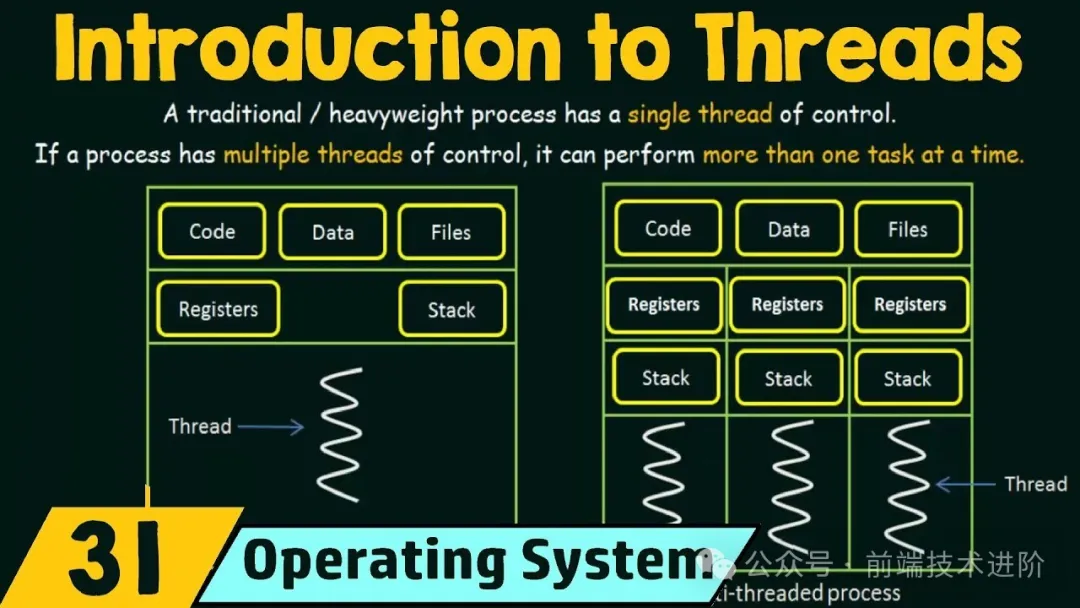 Introduction to Threads
A traditional / heavyweight process has a single thread of control.
If a process has multiple threads of control, it can perform more than one task at a time.
Code Data Files
Registers Stack
Thread
Code Data Files
Registers Registers Registers
Stack Stack Stack
Thread
31
Operating System
公众号 · 前端技术进阶
ti-threaded process